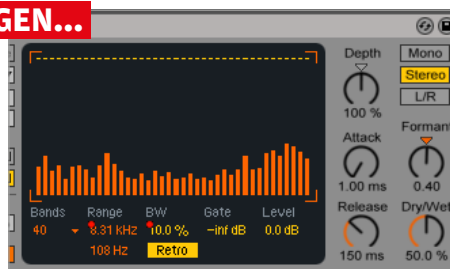 GEN...
Depth
Mono
Stereo
L/R
100 %
Attack
Formant
1.00 ms
0.40
Bands Range BW Gate Level
Release Dry/Wet
40 8.31 kHz 10.0 % -inf dB 0.0 dB
108 Hz Retro
150 ms 50.0 %